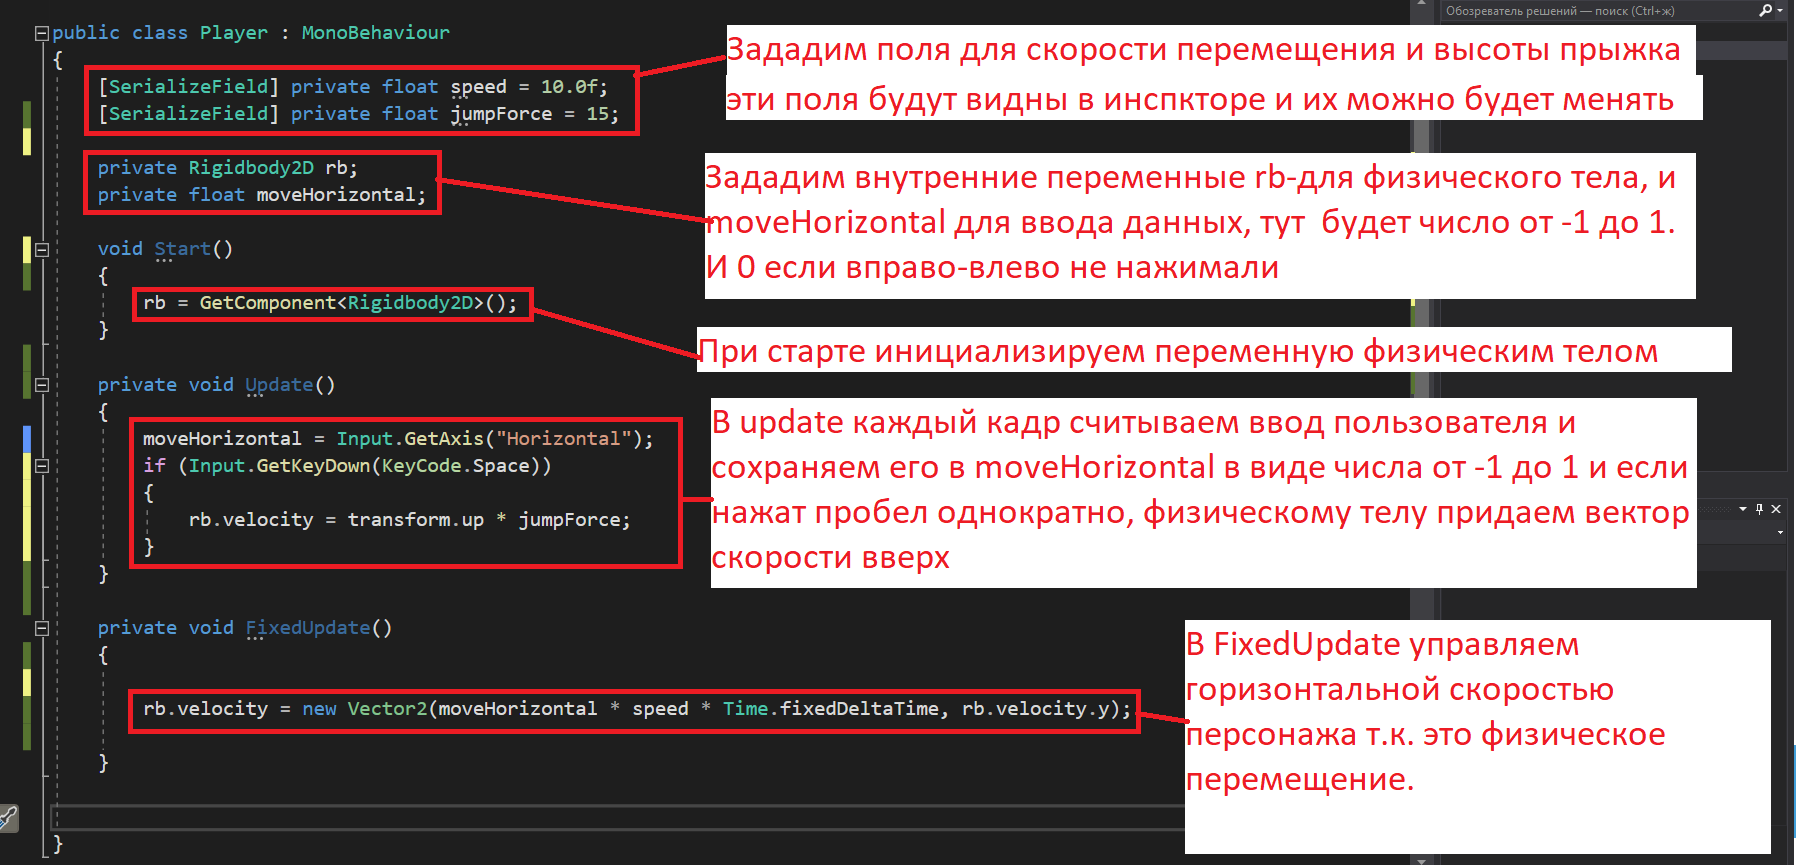 Обозреватель решений — поиск (Ctrl+ж)
public class Player : MonoBehaviour
{
[SerializeField] private float speed = 10.0f;
[SerializeField] private float jumpForce = 15;
Зададим поля для скорости перемещения и высоты прыжка
эти поля будут видны в инспкторе и их можно будет менять
private Rigidbody2D rb;
private float moveHorizontal;
Зададим внутренние переменные rb-для физического тела, и
moveHorizontal для ввода данных, тут будет число от -1 до 1.
И 0 если вправо-влево не нажимали
void Start()
{
rb = GetComponent<Rigidbody2D>();
}
При старте инициализируем переменную физическим телом
private void Update()
{
moveHorizontal = Input.GetAxis("Horizontal");
if (Input.GetKeyDown(KeyCode.Space))
{
rb.velocity = transform.up * jumpForce;
}
}
В update каждый кадр считываем ввод пользователя и
сохраняем его в moveHorizontal в виде числа от -1 до 1 и если
нажат пробел однократно, физическому телу придаем вектор
скорости вверх
private void FixedUpdate()
{
rb.velocity = new Vector2(moveHorizontal * speed * Time.fixedDeltaTime, rb.velocity.y);
}
В FixedUpdate управляем
горизонтальной скоростью
персонажа т.к. это физическое
перемещение.
}